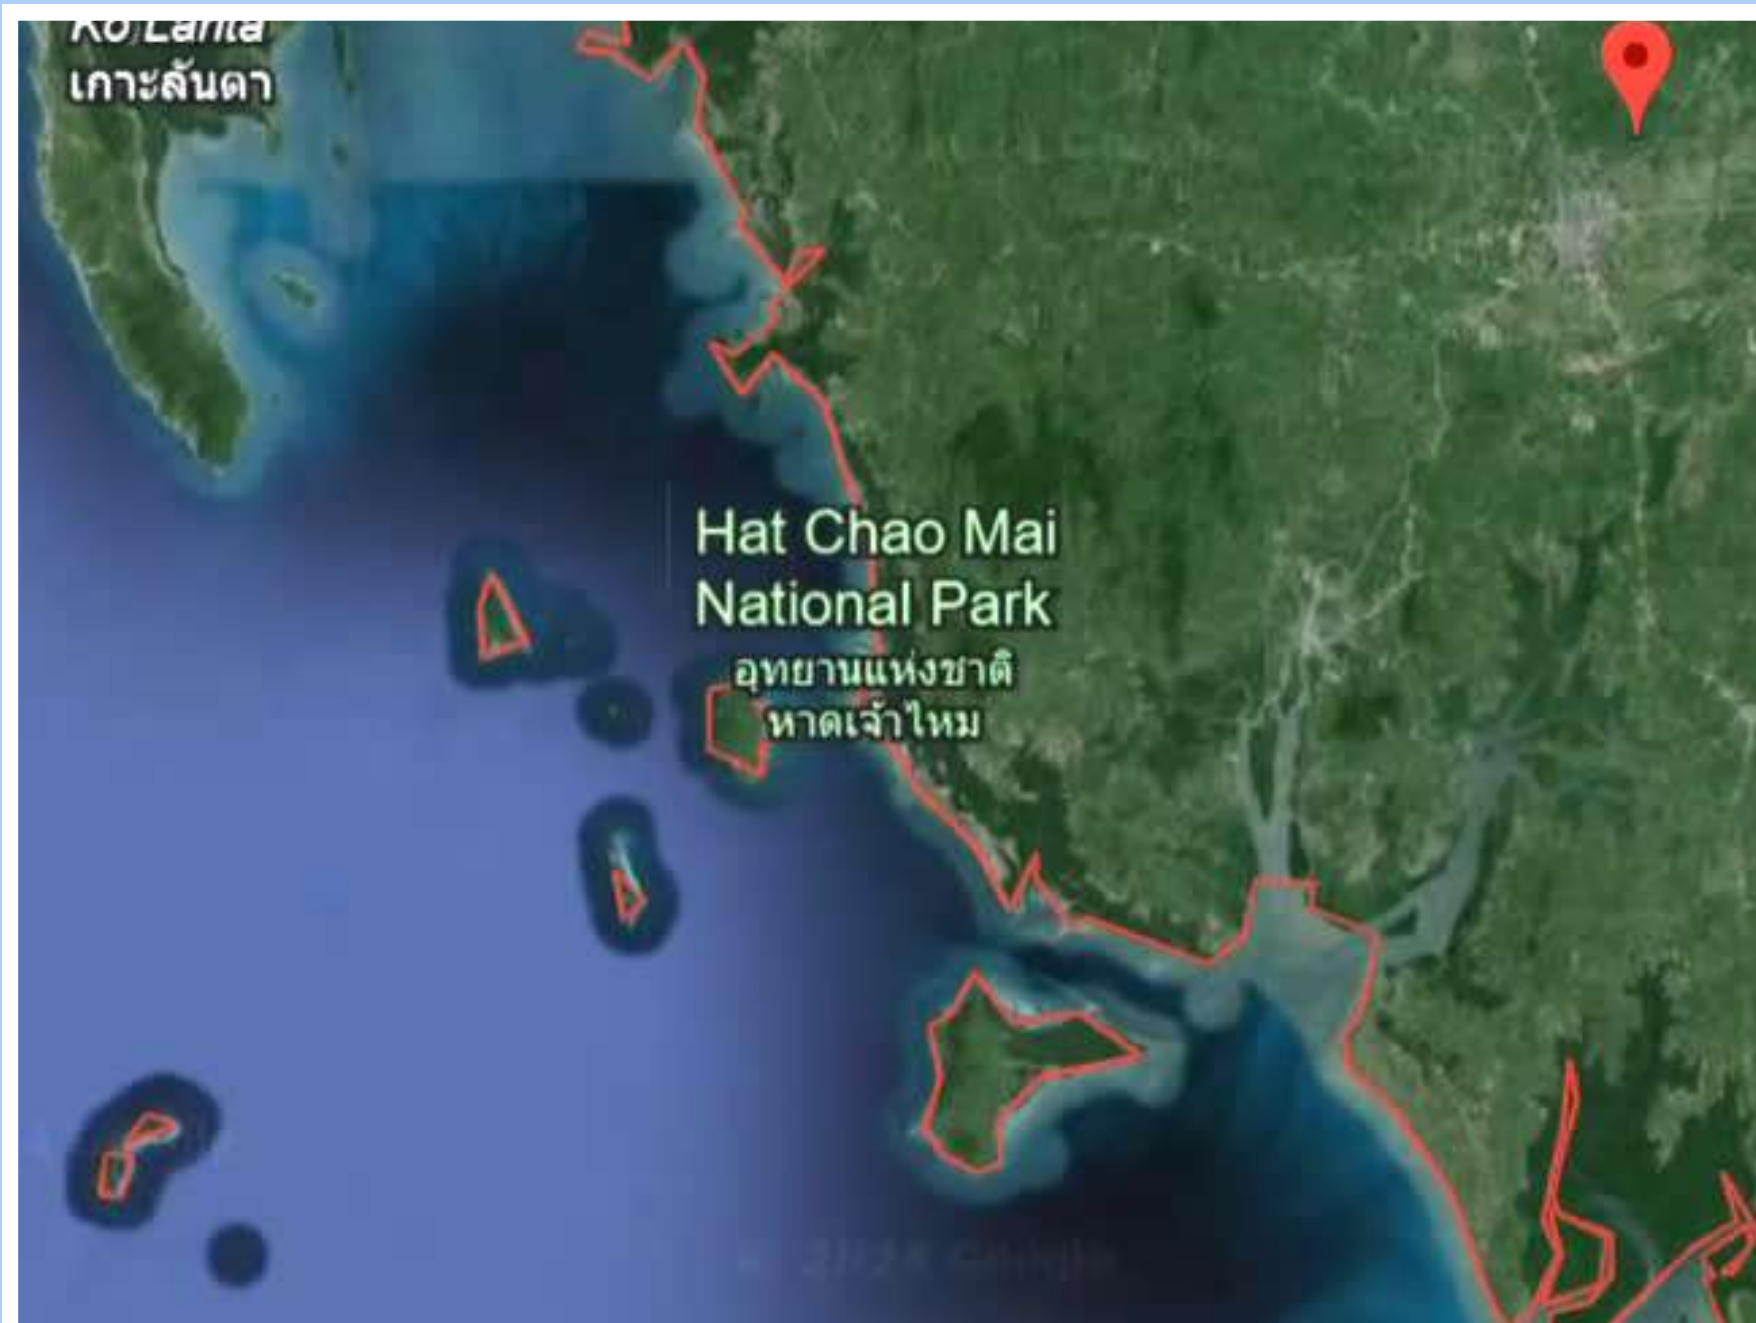 Ko Lanta
เกาะลันตา
Hat Chao Mai
National Park
อุทยานแห่งชาติ
หาดเจ้าไหม